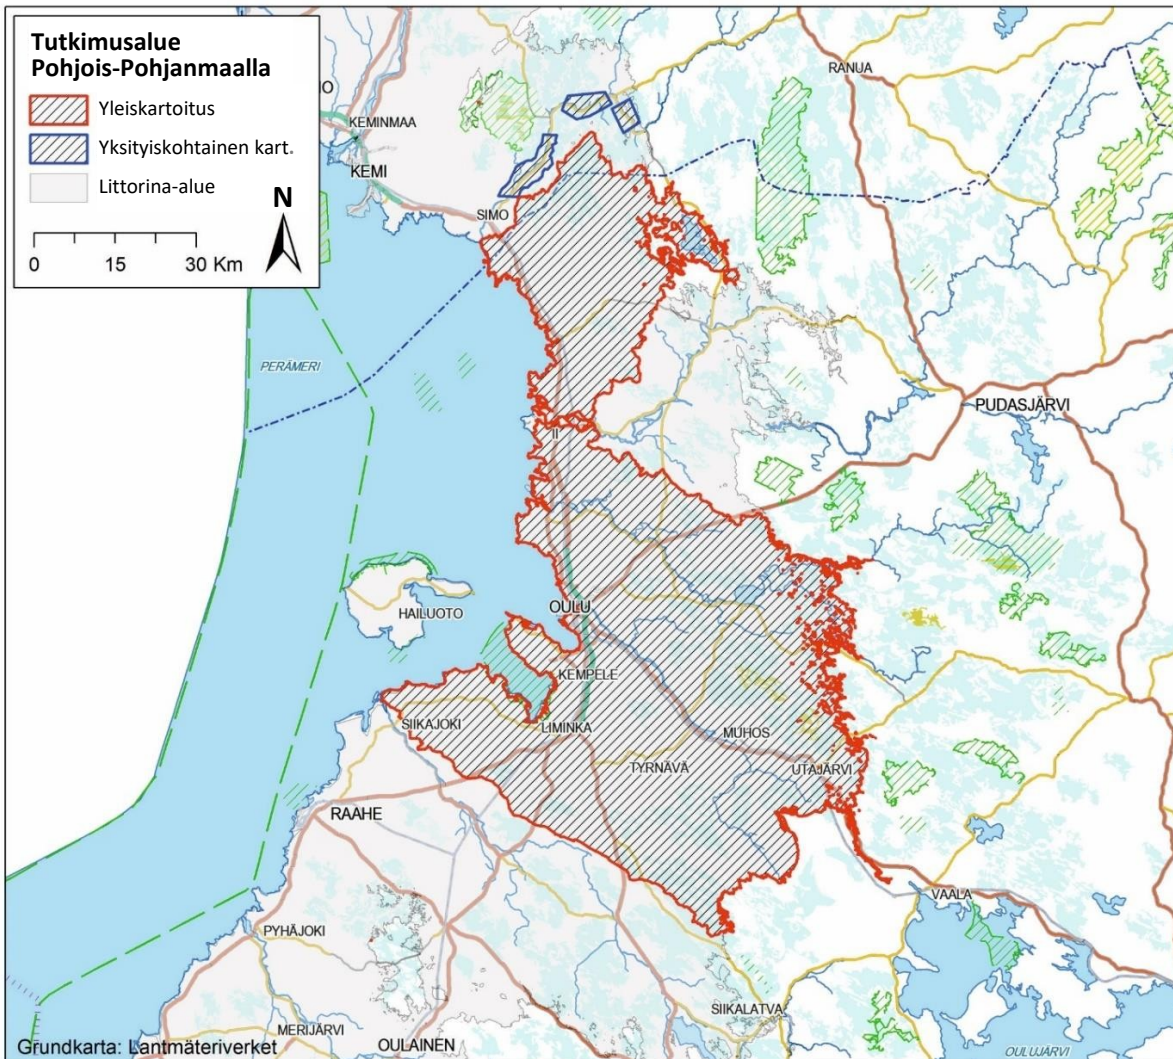 Tutkimusalue
Pohjois-Pohjanmaalla
Yleiskartoitus
Yksityiskohtainen kart.
Littorina-alue
N
0 15 30 Km
RANUA
KEMINMAA
KEMI
SIMO
PERÄMERI
PUDASJÄRVI
II
HAILUOTO
OULU
KEMPELE
SIIKAJOKI
LIMINKA
MUHOS
TYRNÄVÄ
UTAJÄRVI
RAAHE
VAALA
PYHÄJOKI
SIIKALATVA
MERIJÄRVI
OULAINEN
OULUJÄRVI
Grundkarta: Lantmäteriverket